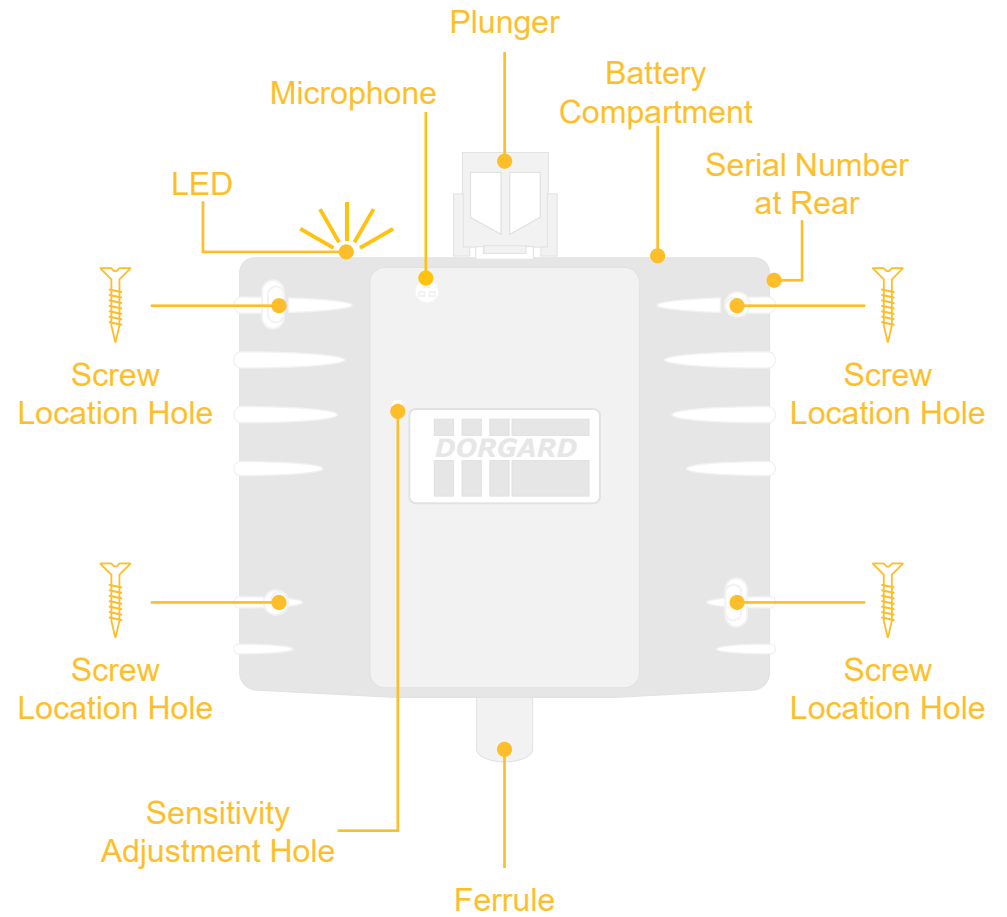 Plunger
Battery
Compartment
Microphone
Serial Number
at Rear
LED
Screw
Location Hole
Screw
Location Hole
DORGARD
Screw
Location Hole
Screw
Location Hole
Sensitivity
Adjustment Hole
Ferrule